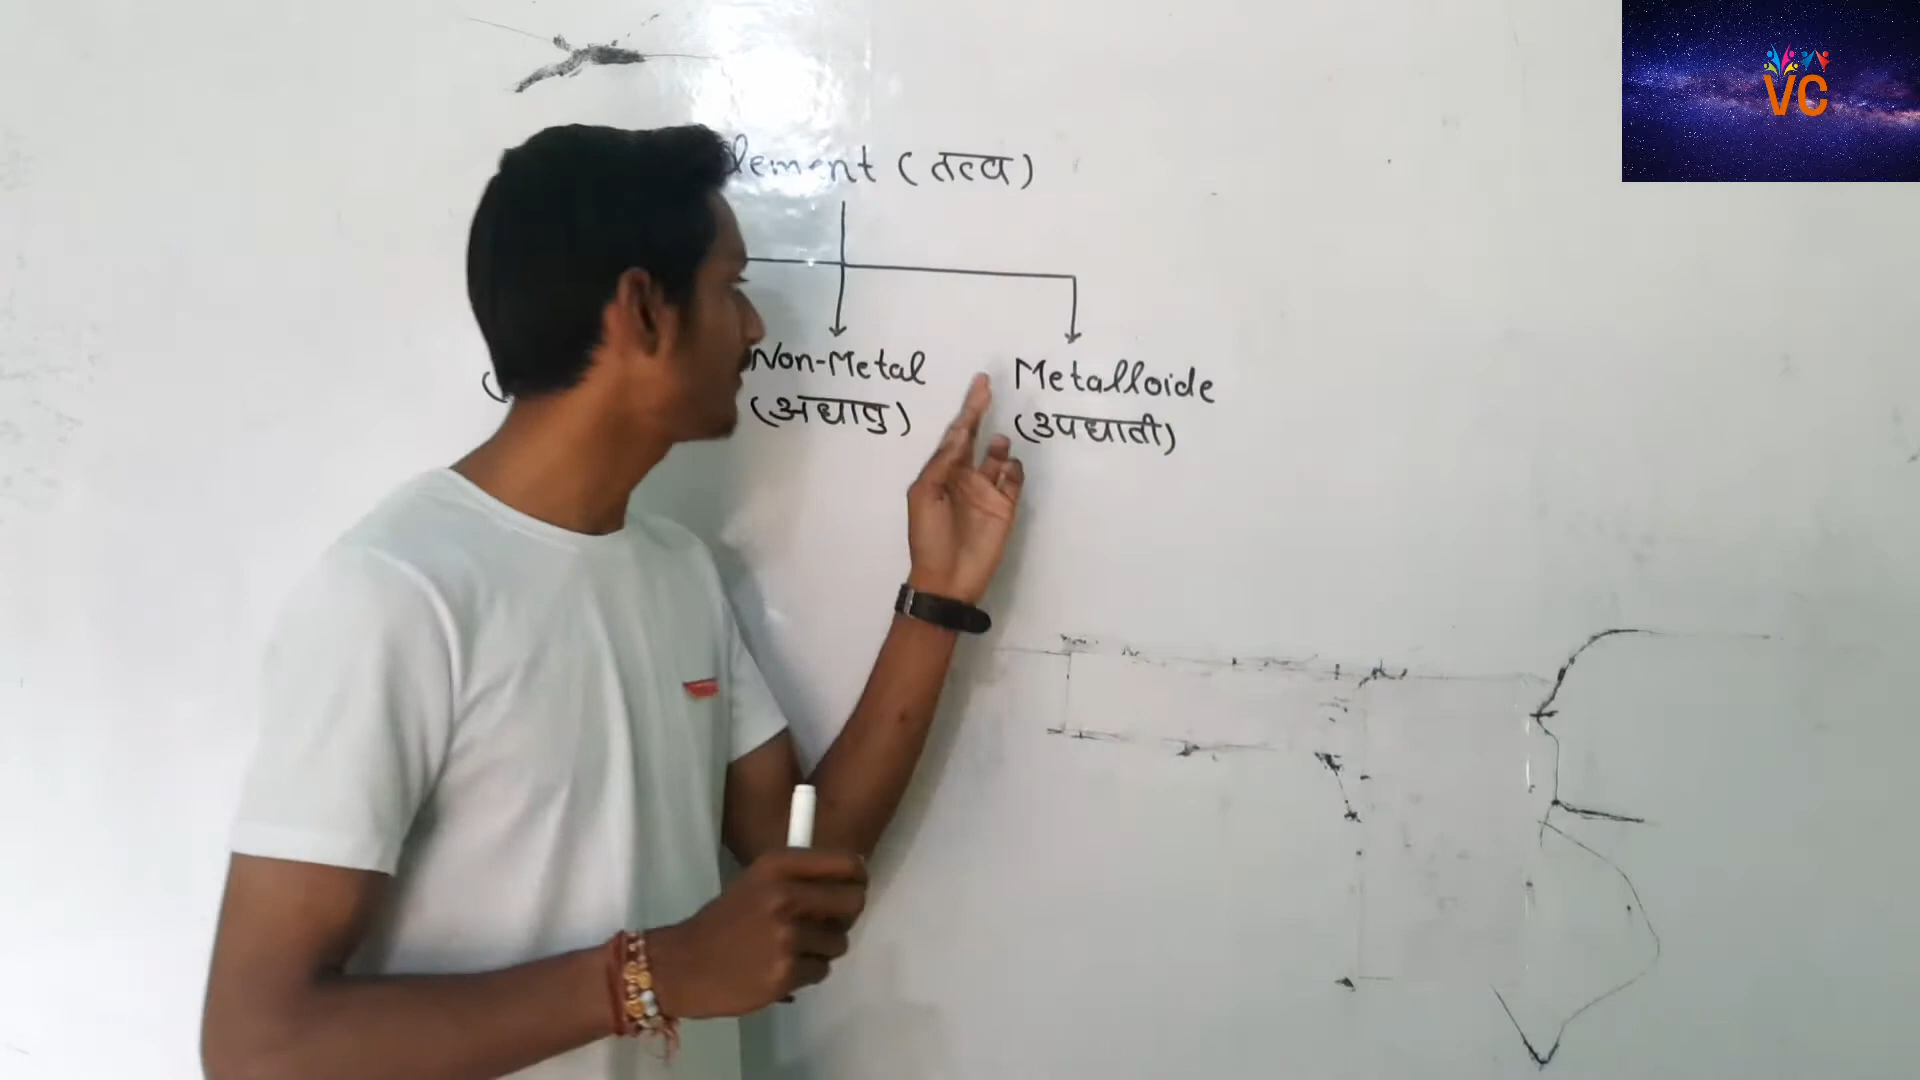 lement (तत्व)
Non-Metal
(अधातु)
Metalloide
(उपधाती)
VC